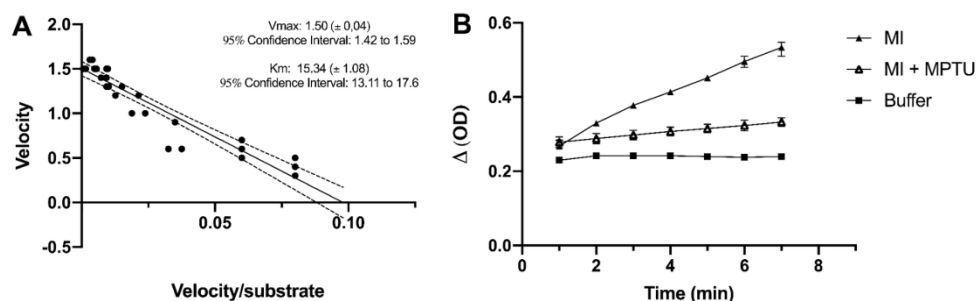 A
Vmax: 1.50 (± 0,04)
95% Confidence Interval: 1.42 to 1.59
Km: 15.34 (± 1.08)
95% Confidence Interval: 13.11 to 17.6
Velocity
2.0
1.5
1.0
0.5
0.0
-0.5
0.05
0.10
Velocity/substrate
B
Δ (OD)
0.6
0.4
0.2
0.0
0
2
4
6
8
Time (min)
MI
MI + MPTU
Buffer